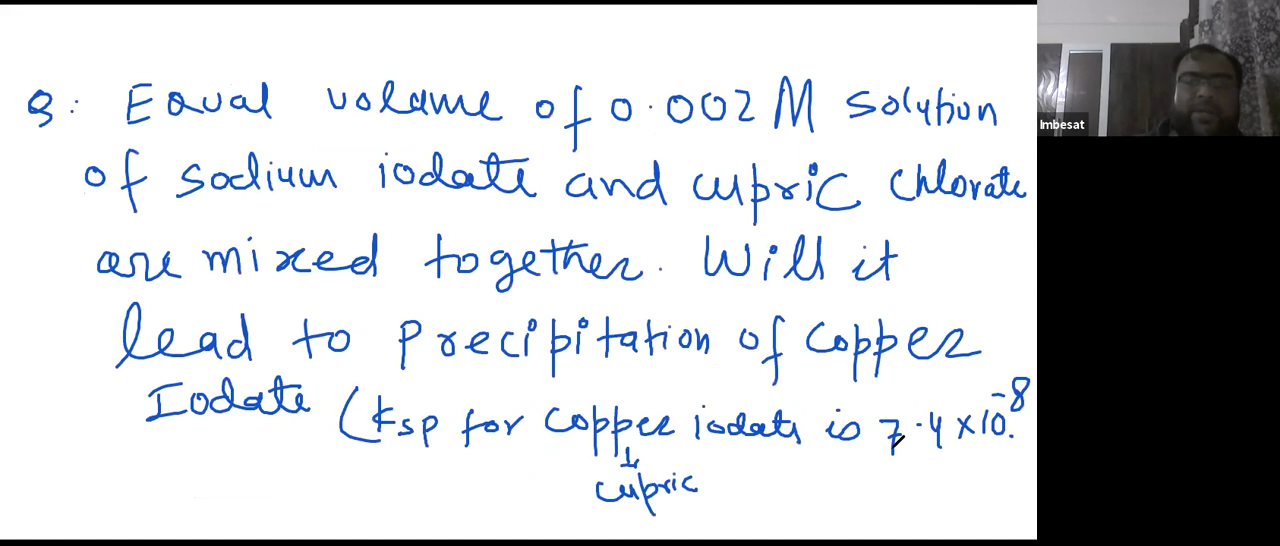 Q: Equal volume of 0.002 M solution
of sodium iodate and cupric chlorate
are mixed together. Will it
lead to precipitation of copper
Iodate (Ksp for copper iodate is 7.4 × 10⁻⁸.
↓
cupric
Imbesat